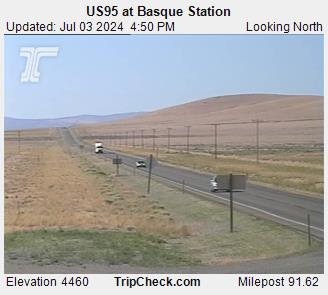 US95 at Basque Station
Updated: Jul 03 2024 4:50 PM Looking North
Elevation 4460 TripCheck.com Milepost 91.62